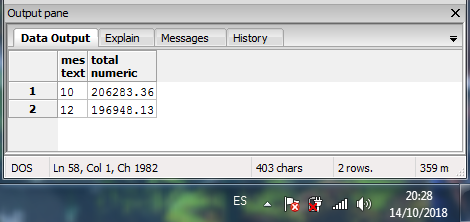 Output pane
Data Output Explain Messages History
mes total
text numeric
1 10 206283.36
2 12 196948.13
DOS Ln 58, Col 1, Ch 1982 403 chars 2 rows. 359 m
ES 20:28
14/10/2018